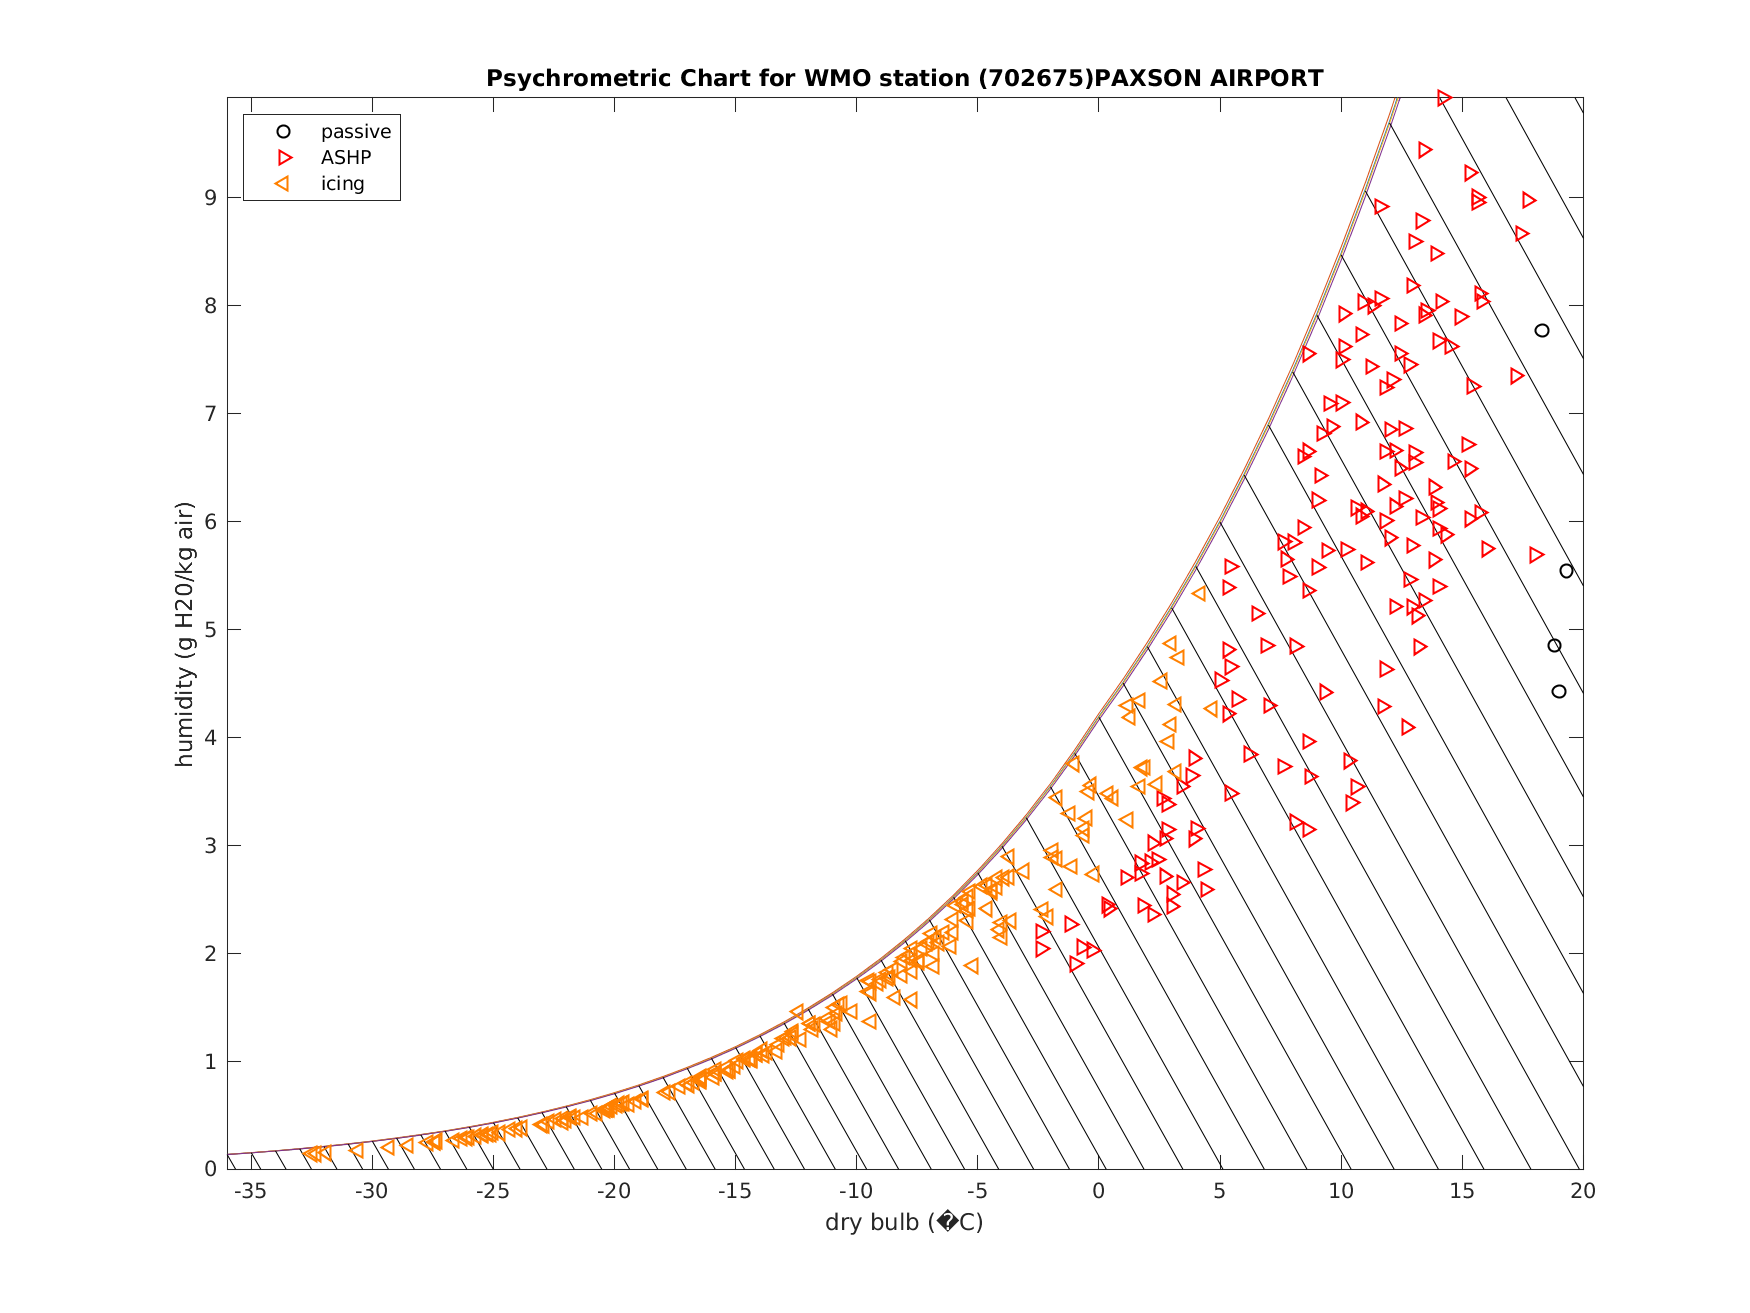 Psychrometric Chart for WMO station (702675)PAXSON AIRPORT
passive
ASHP
icing
9
8
7
6
5
4
3
2
1
0
humidity (g H20/kg air)
-35 -30 -25 -20 -15 -10 -5 0 5 10 15 20
dry bulb (�C)